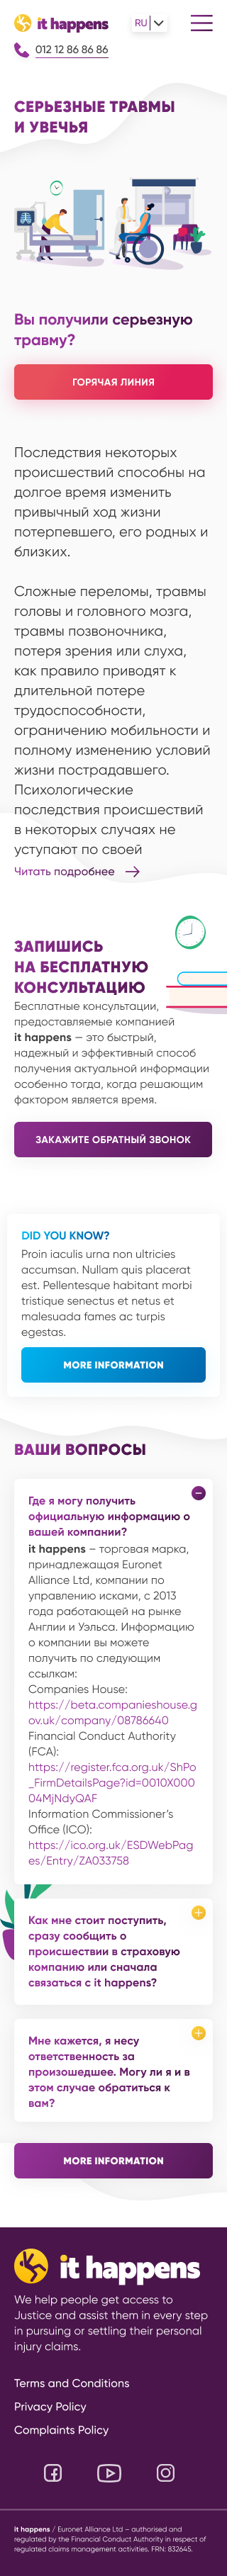 it happens
RU
012 12 86 86 86
СЕРЬЕЗНЫЕ ТРАВМЫ
И УВЕЧЬЯ
Вы получили серьезную
травму?
ГОРЯЧАЯ ЛИНИЯ
Последствия некоторых
происшествий способны на
долгое время изменить
привычный ход жизни
потерпевшего, его родных и
близких.
Сложные переломы, травмы
головы и головного мозга,
травмы позвоночника,
потеря зрения или слуха,
как правило приводят к
длительной потере
трудоспособности,
ограничению мобильности и
полному изменению условий
жизни пострадавшего.
Психологические
последствия происшествий
в некоторых случаях не
уступают по своей
Читать подробнее
ЗАПИШИСЬ
НА БЕСПЛАТНУЮ
КОНСУЛЬТАЦИЮ
Бесплатные консультации,
предоставляемые компанией
it happens — это быстрый,
надежный и эффективный способ
получения актуальной информации
особенно тогда, когда решающим
фактором является время.
ЗАКАЖИТЕ ОБРАТНЫЙ ЗВОНОК
DID YOU KNOW?
Proin iaculis urna non ultricies
accumsan. Nullam quis placerat
est. Pellentesque habitant morbi
tristique senectus et netus et
malesuada fames ac turpis
egestas.
MORE INFORMATION
ВАШИ ВОПРОСЫ
Где я могу получить
официальную информацию о
вашей компании?
it happens – торговая марка,
принадлежащая Euronet
Alliance Ltd, компании по
управлению исками, с 2013
года работающей на рынке
Англии и Уэльса. Информацию
о компании вы можете
получить по следующим
ссылкам:
Companies House:
https://beta.companieshouse.g
ov.uk/company/08786640
Financial Conduct Authority
(FCA):
https://register.fca.org.uk/ShPo
_FirmDetailsPage?id=0010X000
04MjNdyQAF
Information Commissioner's
Office (ICO):
https://ico.org.uk/ESDWebPag
es/Entry/ZA033758
Как мне стоит поступить,
сразу сообщить о
происшествии в страховую
компанию или сначала
связаться с it happens?
Мне кажется, я несу
ответственность за
произошедшее. Могу ли я и в
этом случае обратиться к
вам?
MORE INFORMATION
it happens
We help people get access to
Justice and assist them in every step
in pursuing or settling their personal
injury claims.
Terms and Conditions
Privacy Policy
Complaints Policy
it happens / Euronet Alliance Ltd – authorised and
regulated by the Financial Conduct Authority in respect of
regulated claims management activities. FRN: 832645.